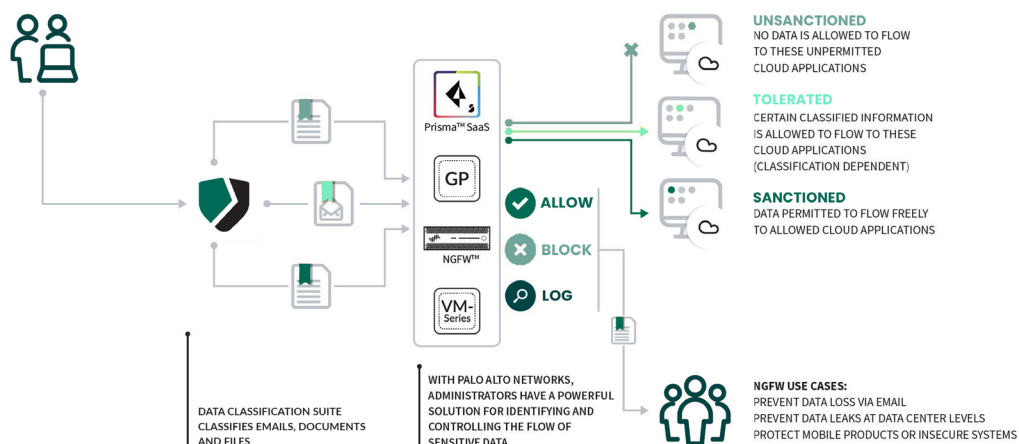 UNSANCTIONED
NO DATA IS ALLOWED TO FLOW
TO THESE UNPERMITTED
CLOUD APPLICATIONS
TOLERATED
CERTAIN CLASSIFIED INFORMATION
IS ALLOWED TO FLOW TO THESE
CLOUD APPLICATIONS
(CLASSIFICATION DEPENDENT)
SANCTIONED
DATA PERMITTED TO FLOW FREELY
TO ALLOWED CLOUD APPLICATIONS
S
Prisma™ SaaS
GP
NGFW™
VM-
Series
ALLOW
BLOCK
LOG
DATA CLASSIFICATION SUITE
CLASSIFIES EMAILS, DOCUMENTS
AND FILES
WITH PALO ALTO NETWORKS,
ADMINISTRATORS HAVE A POWERFUL
SOLUTION FOR IDENTIFYING AND
CONTROLLING THE FLOW OF
SENSITIVE DATA
NGFW USE CASES:
PREVENT DATA LOSS VIA EMAIL
PREVENT DATA LEAKS AT DATA CENTER LEVELS
PROTECT MOBILE PRODUCTS OR INSECURE SYSTEMS